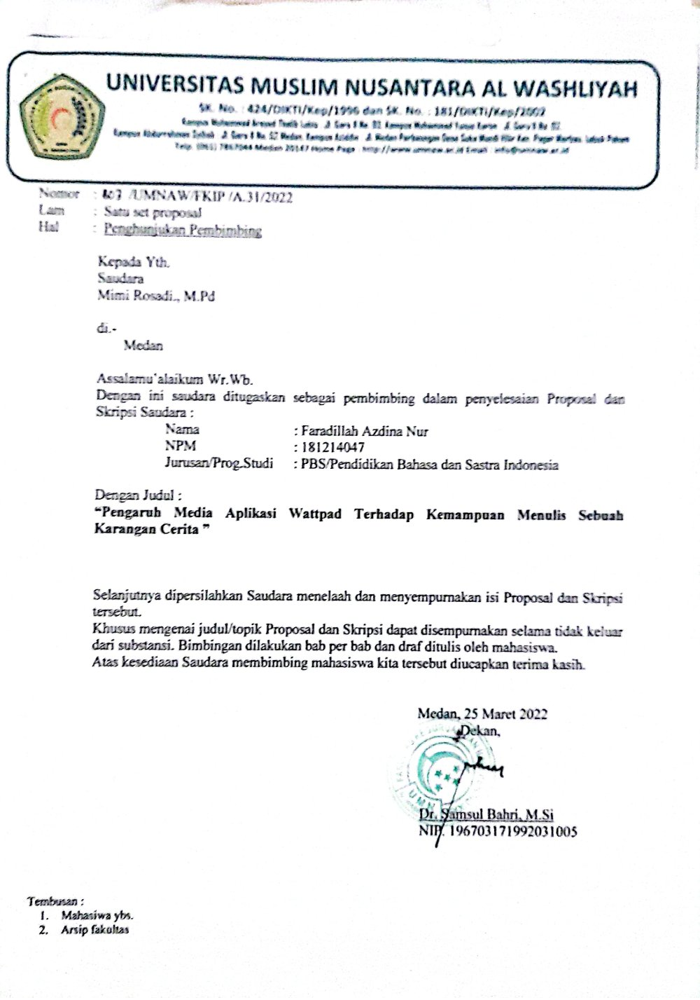 UNIVERSITAS MUSLIM NUSANTARA AL WASHLIYAH
SK. No. : 424/DIKTI/Kep/1996 dan SK. No. : 181/DIKTI/Kep/2002
Kampus Muhammad Arsyad Thalib Lubis : Jl. Garu II No. 93, Kampus Muhammad Yunus Karim : Jl. Garu II No. 02,
Kampus Abdurrahman Syihab : Jl. Garu II No. 52 Medan, Kampus Aziddin : Jl. Medan Perbaungan Desa Suka Mandi Hilir Kec. Pagar Merbau, Lubuk Pakam
Telp. (061) 7867044 Medan 20147 Home Page : http://www.umnaw.ac.id Email : info@umnaw.ac.id
Nomor : /UMNAW/FKIP /A.31/2022
Lam : Satu set proposal
Hal : Penghunjukan Pembimbing
Kepada Yth.
Saudara
Mimi Rosadi., M.Pd
di.-
Medan
Assalamu'alaikum Wr.Wb.
Dengan ini saudara ditugaskan sebagai pembimbing dalam penyelesaian Proposal dan
Skripsi Saudara :
Nama : Faradillah Azdina Nur
NPM : 181214047
Jurusan/Prog.Studi : PBS/Pendidikan Bahasa dan Sastra Indonesia
Dengan Judul :
“Pengaruh Media Aplikasi Wattpad Terhadap Kemampuan Menulis Sebuah
Karangan Cerita ”
Selanjutnya dipersilahkan Saudara menelaah dan menyempurnakan isi Proposal dan Skripsi
tersebut.
Khusus mengenai judul/topik Proposal dan Skripsi dapat disempurnakan selama tidak keluar
dari substansi. Bimbingan dilakukan bab per bab dan draf ditulis oleh mahasiswa.
Atas kesediaan Saudara membimbing mahasiswa kita tersebut diucapkan terima kasih.
Medan, 25 Maret 2022
Dekan,
UMN
Dr. Samsul Bahri, M.Si
NIP. 196703171992031005
Tembusan :
1. Mahasiwa ybs.
2. Arsip fakultas